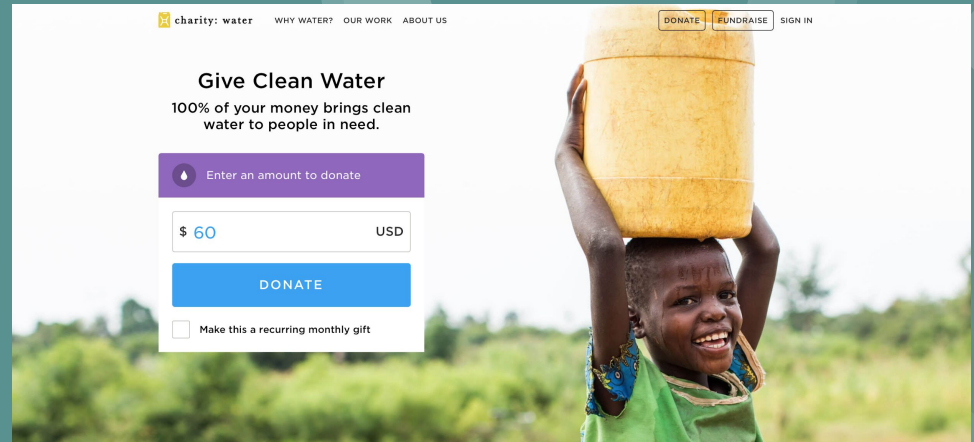 charity: water WHY WATER? OUR WORK ABOUT US DONATE FUNDRAISE SIGN IN
Give Clean Water
100% of your money brings clean
water to people in need.
Enter an amount to donate
$ 60 USD
DONATE
Make this a recurring monthly gift